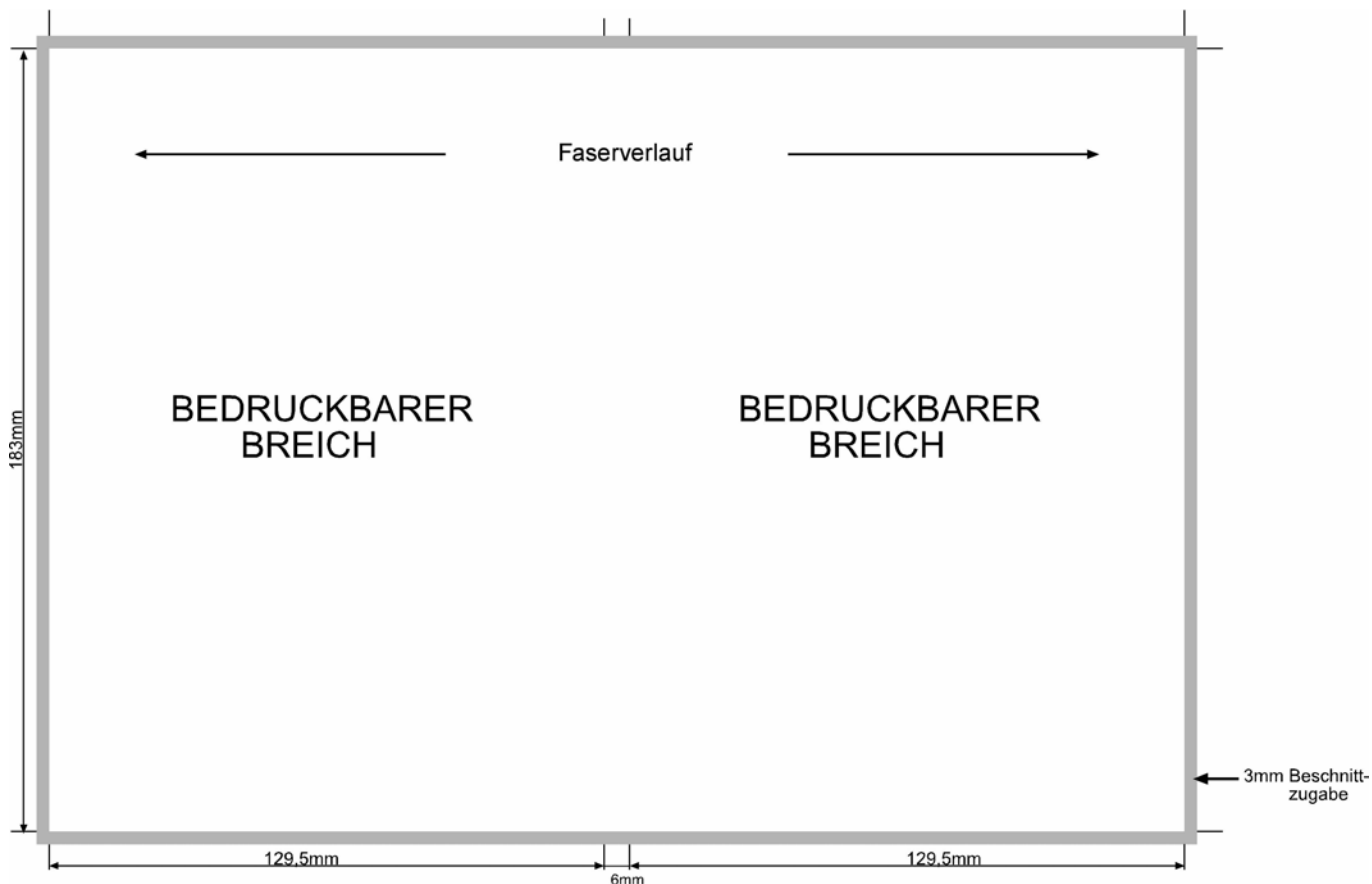 Faserverlauf
BEDRUCKBARER
BREICH
BEDRUCKBARER
BREICH
183mm
3mm Beschnitt-
zugabe
129,5mm
6mm
129,5mm